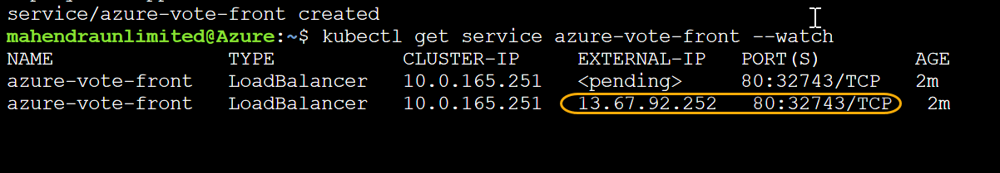 service/azure-vote-front created
mahendraunlimited@Azure:~$ kubectl get service azure-vote-front --watch
NAME TYPE CLUSTER-IP EXTERNAL-IP PORT(S) AGE
azure-vote-front LoadBalancer 10.0.165.251 <pending> 80:32743/TCP 2m
azure-vote-front LoadBalancer 10.0.165.251 13.67.92.252 80:32743/TCP 2m